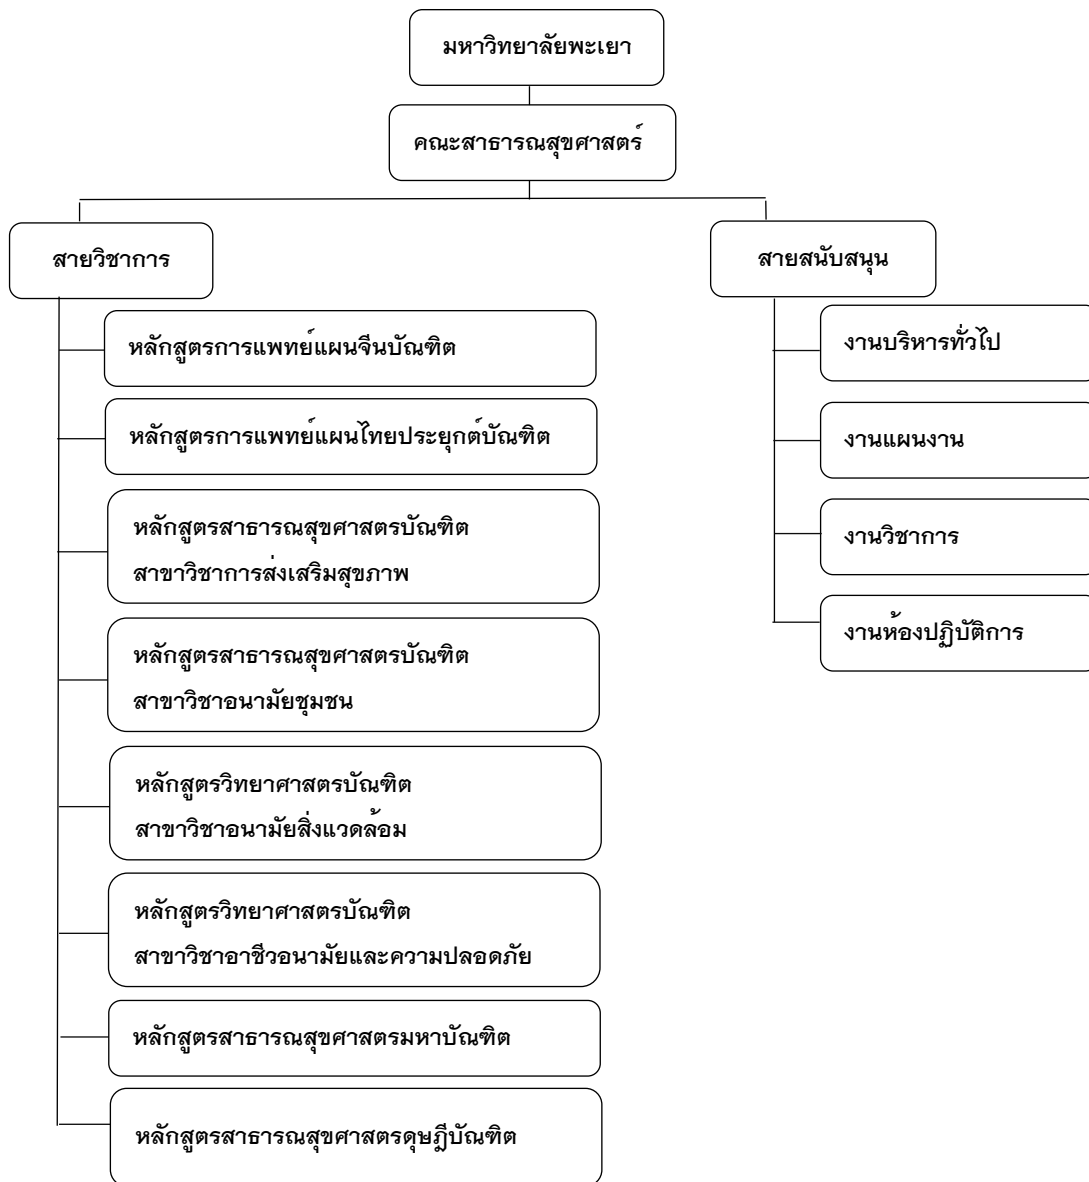 มหาวิทยาลัยพะเยา
คณะสาธารณสุขศาสตร์
สายวิชาการ
หลักสูตรการแพทย์แผนจีนบัณฑิต
หลักสูตรการแพทย์แผนไทยประยุกต์บัณฑิต
หลักสูตรสาธารณสุขศาสตรบัณฑิต
สาขาวิชาการส่งเสริมสุขภาพ
หลักสูตรสาธารณสุขศาสตรบัณฑิต
สาขาวิชาอนามัยชุมชน
หลักสูตรวิทยาศาสตรบัณฑิต
สาขาวิชาอนามัยสิ่งแวดล้อม
หลักสูตรวิทยาศาสตรบัณฑิต
สาขาวิชาอาชีวอนามัยและความปลอดภัย
หลักสูตรสาธารณสุขศาสตรมหาบัณฑิต
หลักสูตรสาธารณสุขศาสตรดุษฎีบัณฑิต
สายสนับสนุน
งานบริหารทั่วไป
งานแผนงาน
งานวิชาการ
งานห้องปฏิบัติการ